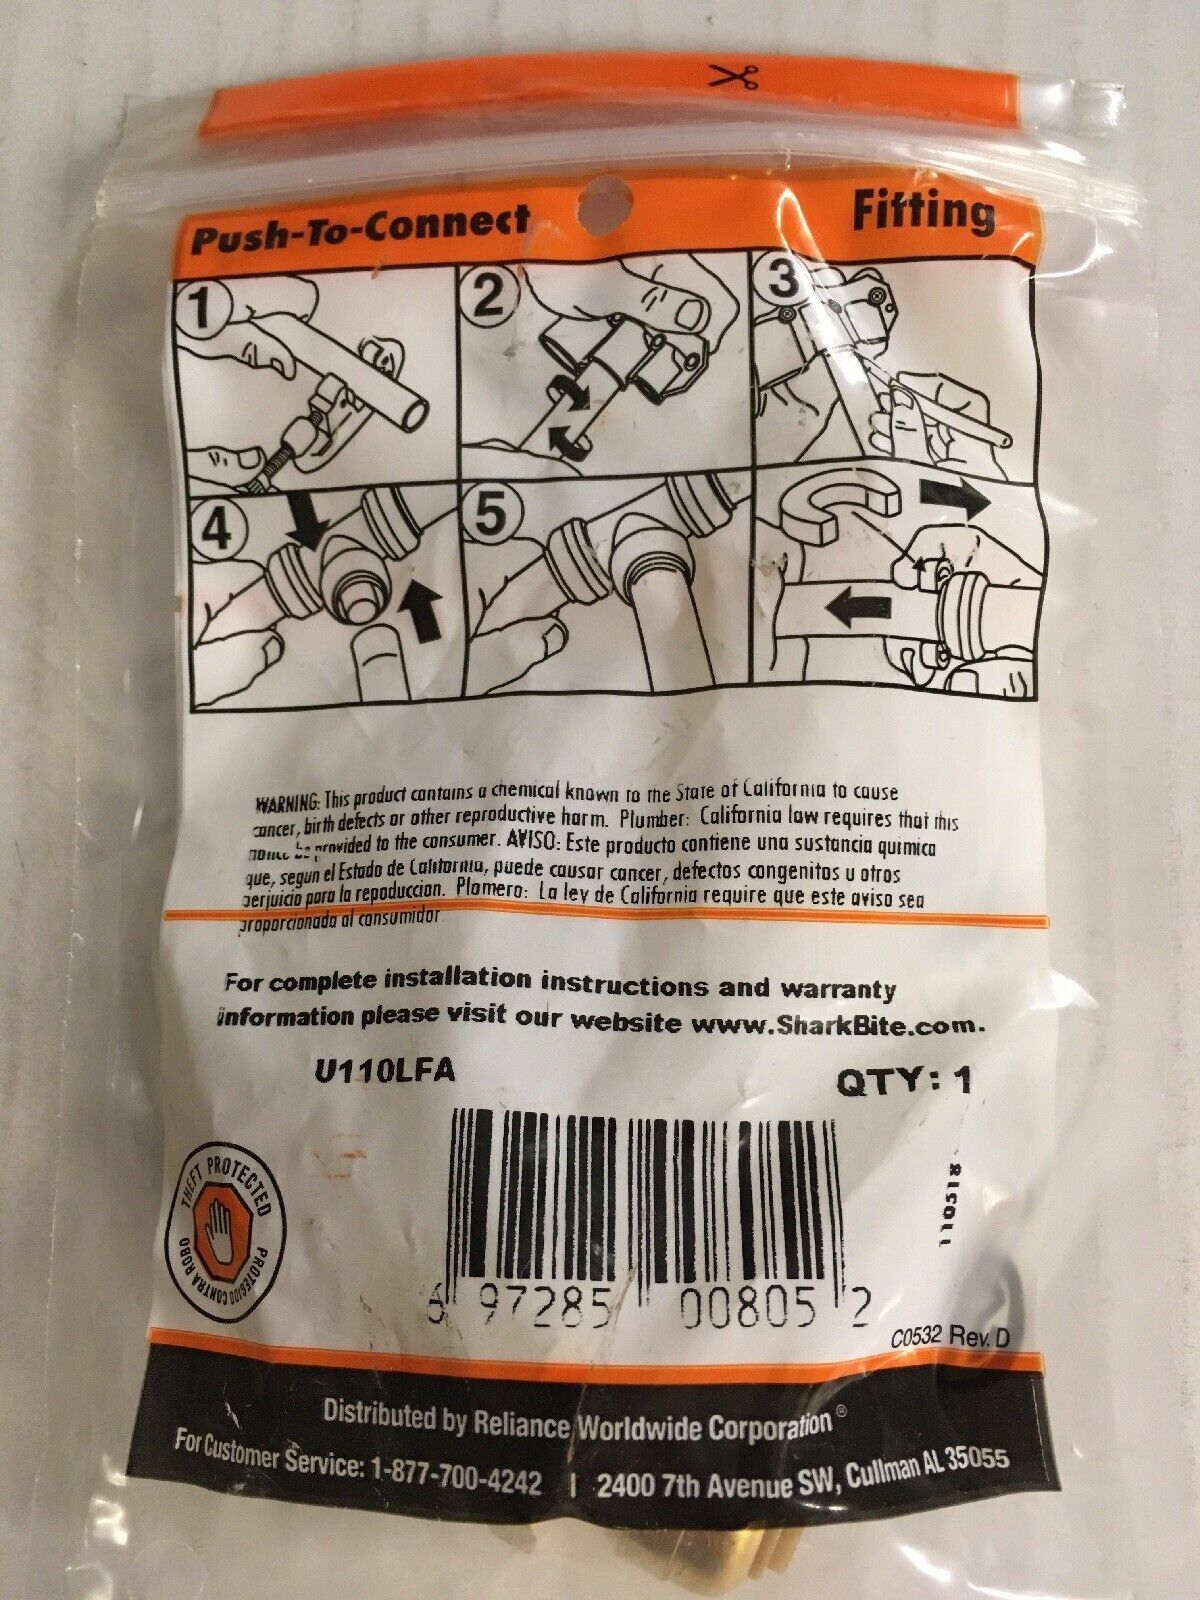 Push-To-Connect
Fitting
1
2
3
4
5
WARNING: This product contains a chemical known to the State of California to cause
cancer, birth defects or other reproductive harm. Plumber: California law requires that this
notice be provided to the consumer. AVISO: Este producto contiene una sustancia quimica
que, segun el Estado de California, puede causar cancer, defectos congenitos u otros
perjuicio para la repoduccion. Plomero: La ley de California require que este aviso sea
proporcionada al consumidor
For complete installation instructions and warranty
information please visit our website www.SharkBite.com.
U110LFA
QTY: 1
THEFT PROTECTED
PROTEGIDO CONTRA ROBO
110518
6 97285 00805 2
C0532 Rev. D
Distributed by Reliance Worldwide Corporation®
For Customer Service: 1-877-700-4242 | 2400 7th Avenue SW, Cullman AL 35055